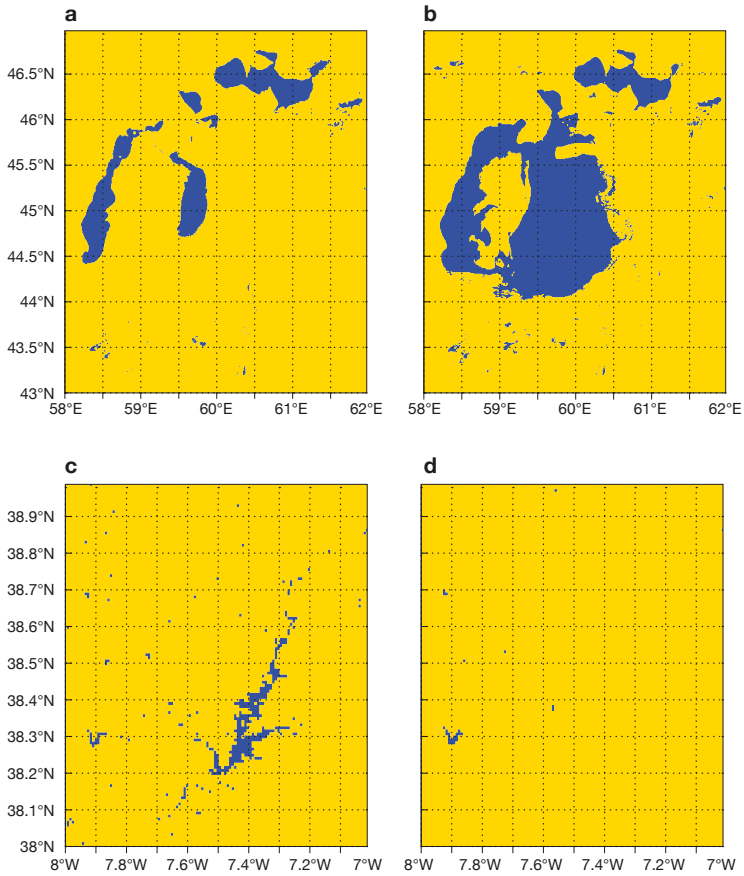 a b
46.5°N
46°N
45.5°N
45°N
44.5°N
44°N
43.5°N
43°N
58°E 59°E 60°E 61°E 62°E 58°E 59°E 60°E 61°E 62°E
c d
38.9°N
38.8°N
38.7°N
38.6°N
38.5°N
38.4°N
38.3°N
38.2°N
38.1°N
38°N
8°W 7.8°W 7.6°W 7.4°W 7.2°W 7°W 8°W 7.8°W 7.6°W 7.4°W 7.2°W 7°W